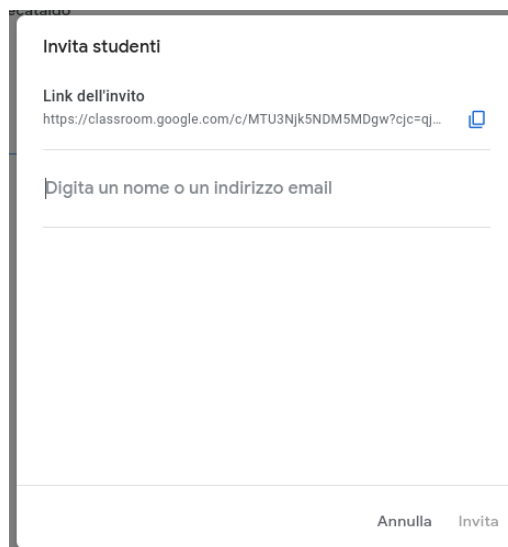 Invita studenti
Link dell'invito
https://classroom.google.com/c/MTU3Njk5NDM5MDgw?cjc=qj...
Digita un nome o un indirizzo email
Annulla Invita